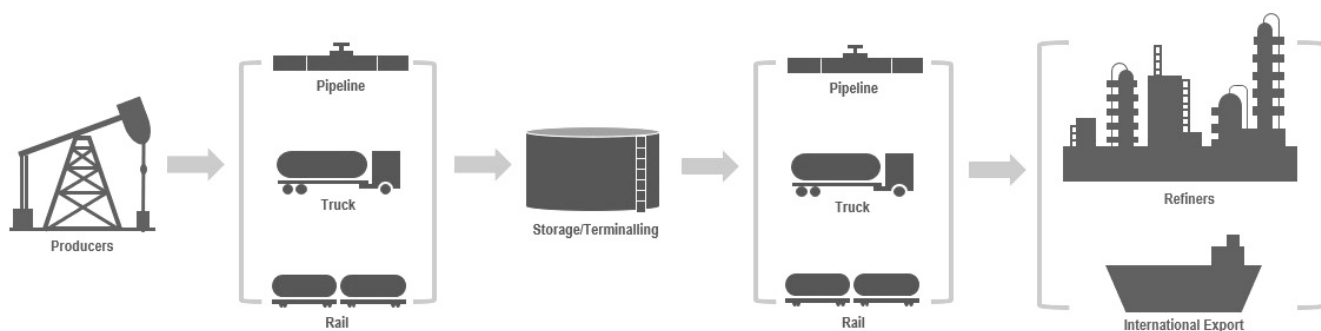 Producers
Pipeline
Truck
Rail
Storage/Terminalling
Pipeline
Truck
Rail
Refiners
International Export